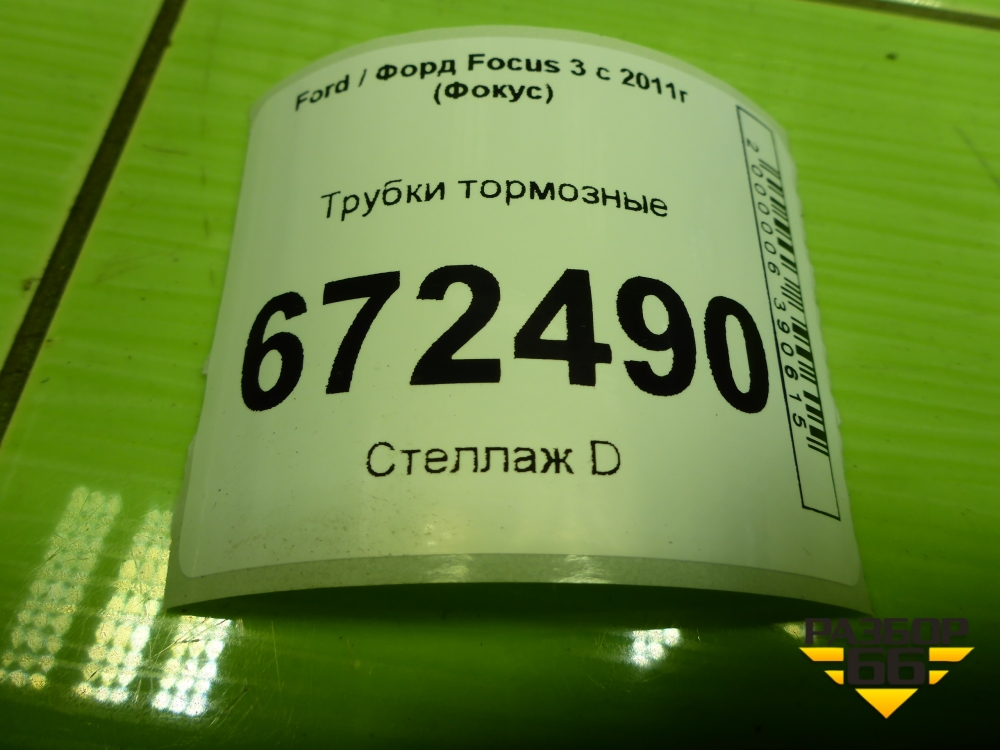 Ford / Форд Focus 3 с 2011г
(Фокус)
Трубки тормозные
672490
Стеллаж D
2000006390615
РАЗБОР
66